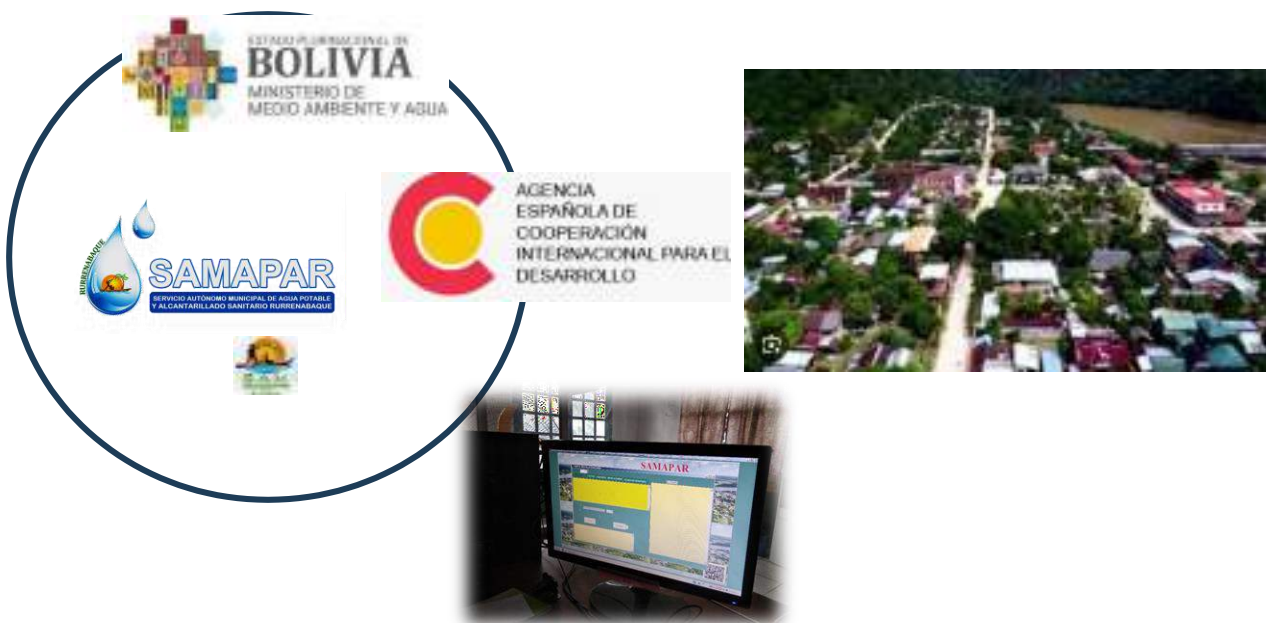 ESTADO PLURINACIONAL DE
BOLIVIA
MINISTERIO DE
MEDIO AMBIENTE Y AGUA
AGENCIA
ESPAÑOLA DE
COOPERACIÓN
INTERNACIONAL PARA EL
DESARROLLO
RURRENABAQUE
SAMAPAR
SERVICIO AUTÓNOMO MUNICIPAL DE AGUA POTABLE
Y ALCANTARILLADO SANITARIO RURRENABAQUE
SAMAPAR